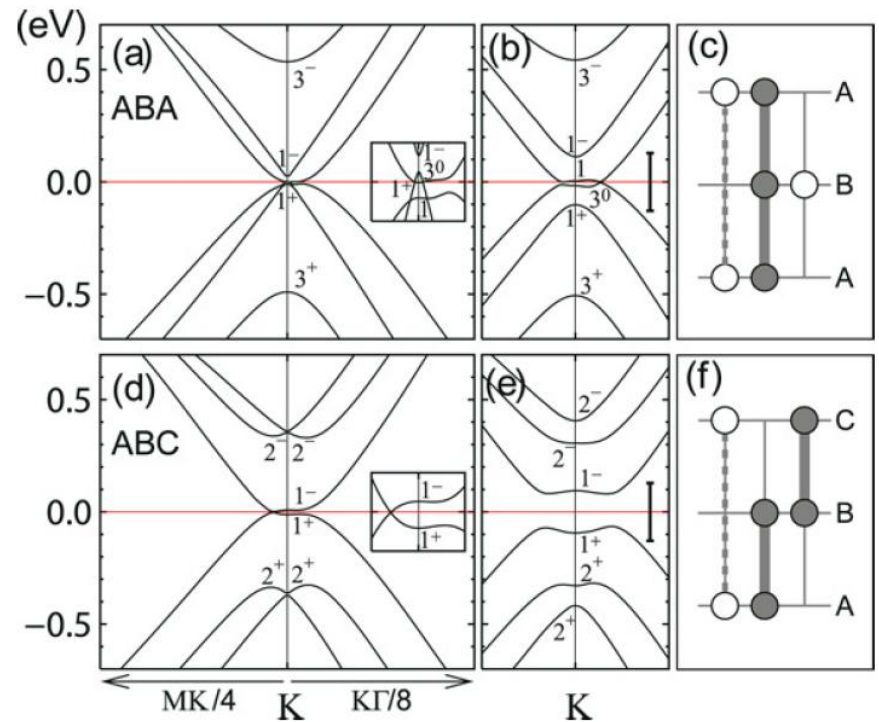 (eV)
(a)
ABA
0.5
0.0
−0.5
3⁻
1⁻
1⁺
3⁺
1⁻
3⁰
1⁺
1
(b)
3⁻
1⁻
1
3⁰
1⁺
3⁺
(c)
A
B
A
(d)
ABC
0.5
0.0
−0.5
2⁻ 2⁻
1⁻
1⁺
2⁺ 2⁺
1⁻
1⁺
(e)
2⁻
2⁻
1⁻
1⁺
2⁺
2⁺
(f)
C
B
A
MK/4 K KΓ/8
K